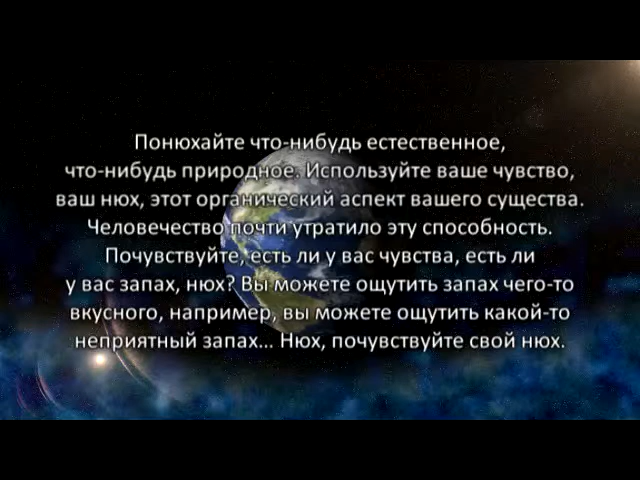 Понюхайте что-нибудь естественное,
что-нибудь природное. Используйте ваше чувство,
ваш нюх, этот органический аспект вашего существа.
Человечество почти утратило эту способность.
Почувствуйте, есть ли у вас чувства, есть ли
у вас запах, нюх? Вы можете ощутить запах чего-то
вкусного, например, вы можете ощутить какой-то
неприятный запах... Нюх, почувствуйте свой нюх.